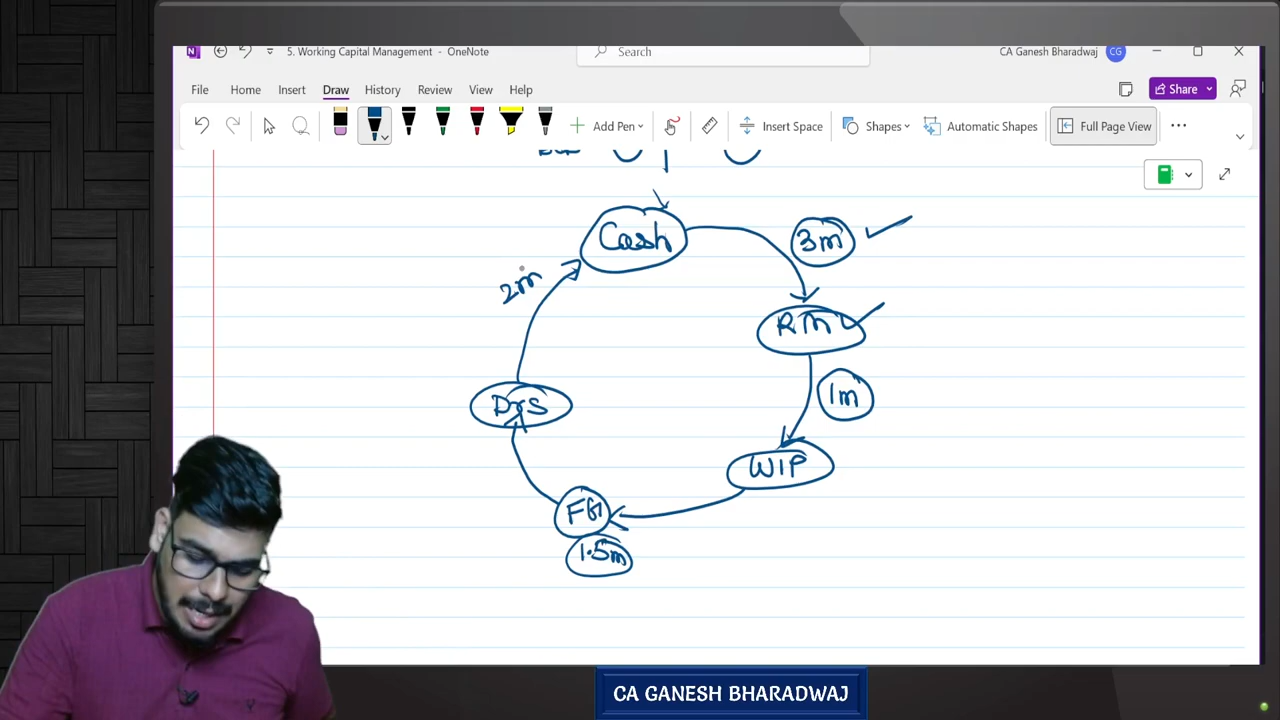 5. Working Capital Management - OneNote
Search
CA Ganesh Bharadwaj
CG
File Home Insert Draw History Review View Help
Share
Add Pen
Insert Space
Shapes
Automatic Shapes
Full Page View
Cash
3m
2m
RM
1m
Drs
WIP
FG
1.5m
CA GANESH BHARADWAJ